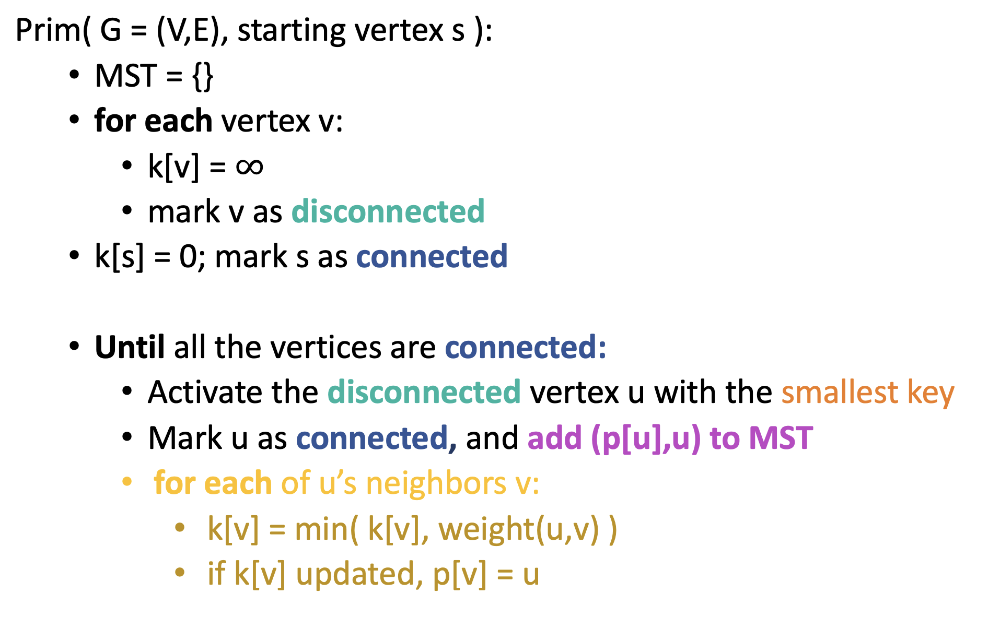 Prim( G = (V,E), starting vertex s ):
• MST = {}
• for each vertex v:
• k[v] = ∞
• mark v as disconnected
• k[s] = 0; mark s as connected
• Until all the vertices are connected:
• Activate the disconnected vertex u with the smallest key
• Mark u as connected, and add (p[u],u) to MST
• for each of u’s neighbors v:
• k[v] = min( k[v], weight(u,v) )
• if k[v] updated, p[v] = u